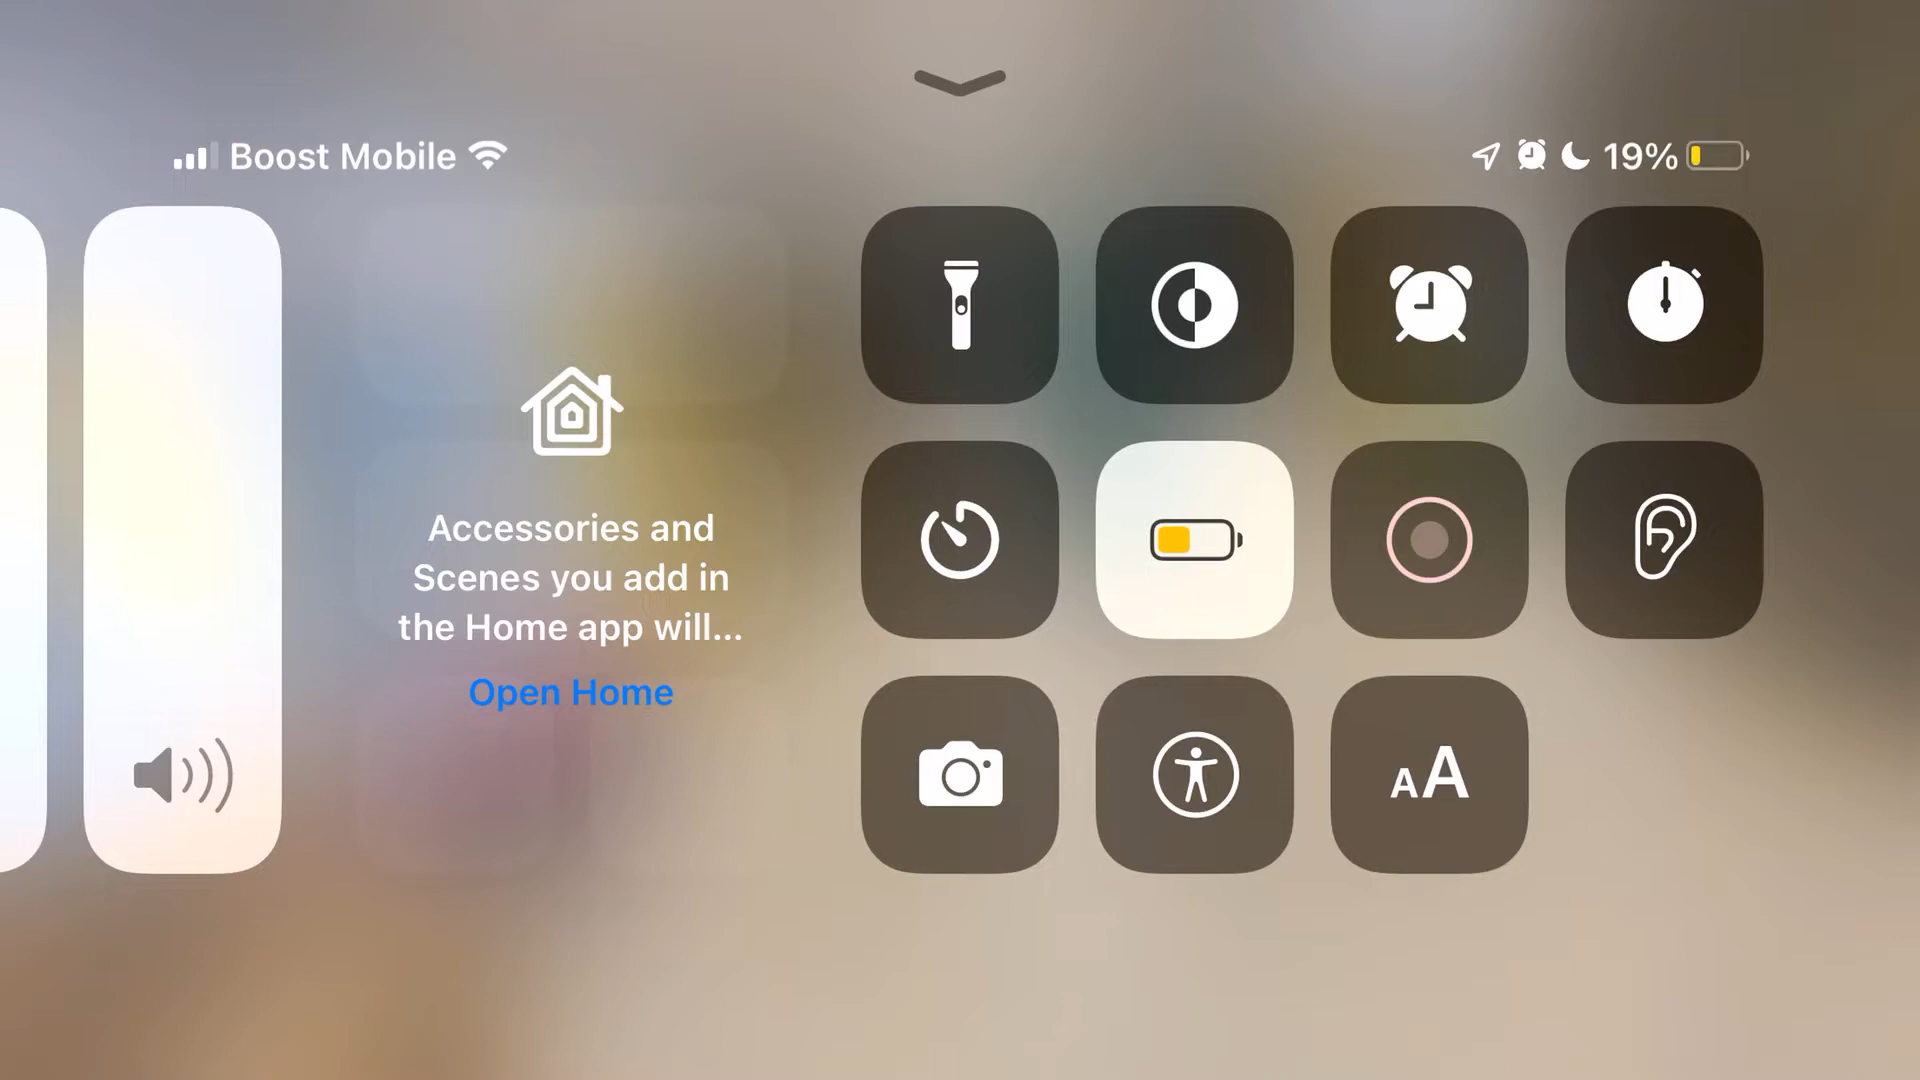 Boost Mobile
19%
Accessories and
Scenes you add in
the Home app will...
Open Home
AA